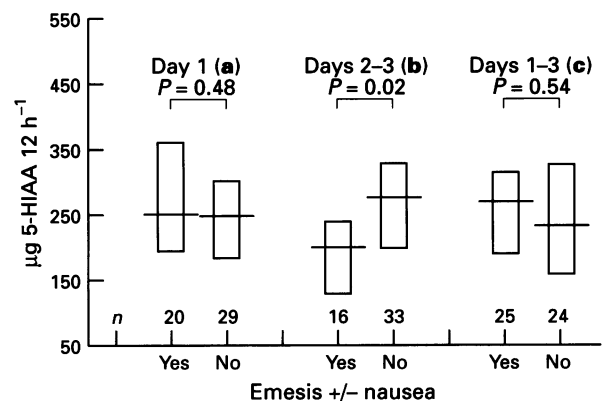 550
450
350
250
150
50
µg 5-HIAA 12 h⁻¹
Day 1 (a)
P = 0.48
Days 2–3 (b)
P = 0.02
Days 1–3 (c)
P = 0.54
n 20 29 16 33 25 24
Yes No Yes No Yes No
Emesis +/– nausea